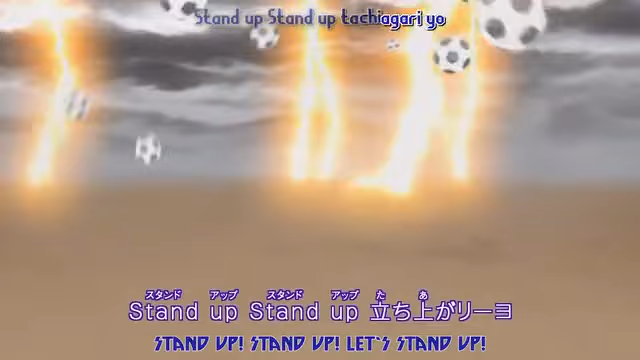 Stand up Stand up tachiagari yo
スタンド アップ スタンド アップ た あ
Stand up Stand up 立ち上がリーヨ
STAND UP! STAND UP! LET`S STAND UP!